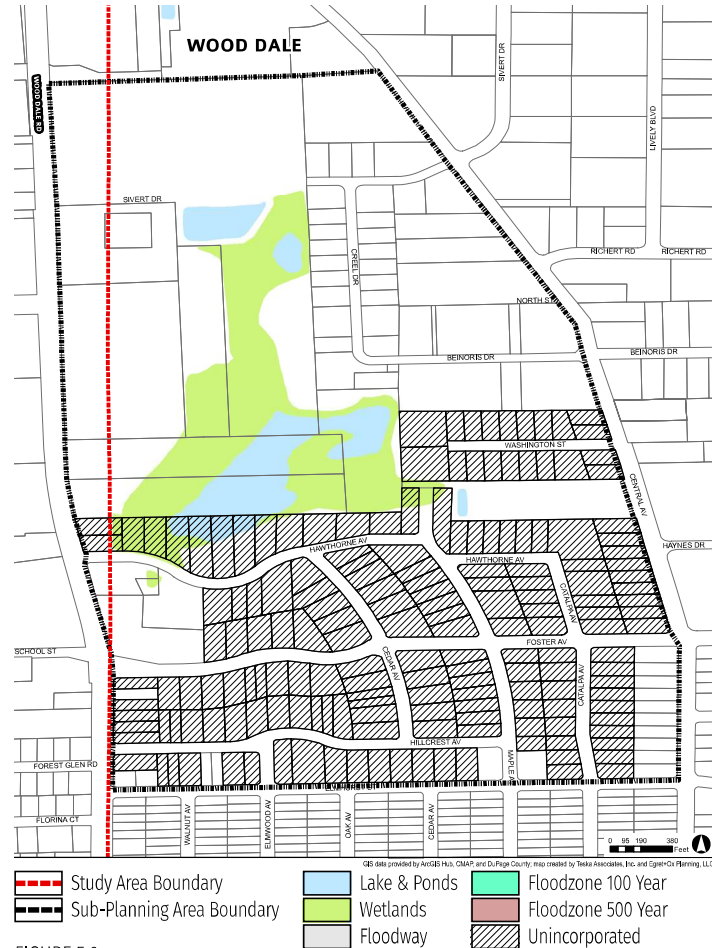 WOOD DALE
WOOD DALE RD
SIVERT DR
LIVELY BLVD
SIVERT DR
CREEL DR
RICHERT RD
RICHERT RD
NORTH ST
BEINORIS DR
BEINORIS DR
WASHINGTON ST
CENTRAL AV
HAWTHORNE AV
HAWTHORNE AV
HAYNES DR
CATALPA AV
SCHOOL ST
FOSTER AV
CEDAR AV
CATALPA AV
HILLCREST AV
MAPLE A
FOREST GLEN RD
FLORINA CT
WALNUT AV
ELMWOOD AV
OAK AV
CEDAR AV
0 95 190 380
Feet
GIS data provided by ArcGIS Hub, CMAP, and DuPage County; map created by Teska Associates, Inc. and Egret+Ox Planning, LLC
Study Area Boundary
Sub-Planning Area Boundary
Lake & Ponds
Wetlands
Floodway
Floodzone 100 Year
Floodzone 500 Year
Unincorporated